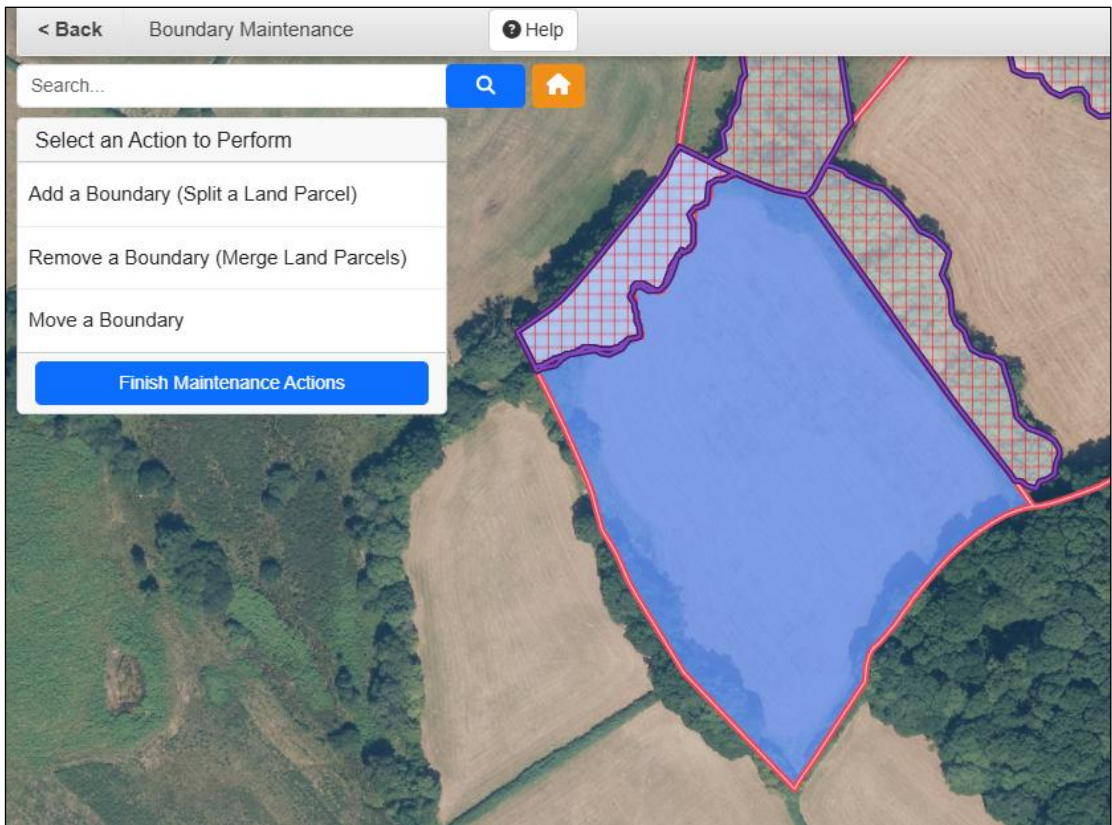 < Back Boundary Maintenance Help
Search...
Select an Action to Perform
Add a Boundary (Split a Land Parcel)
Remove a Boundary (Merge Land Parcels)
Move a Boundary
Finish Maintenance Actions